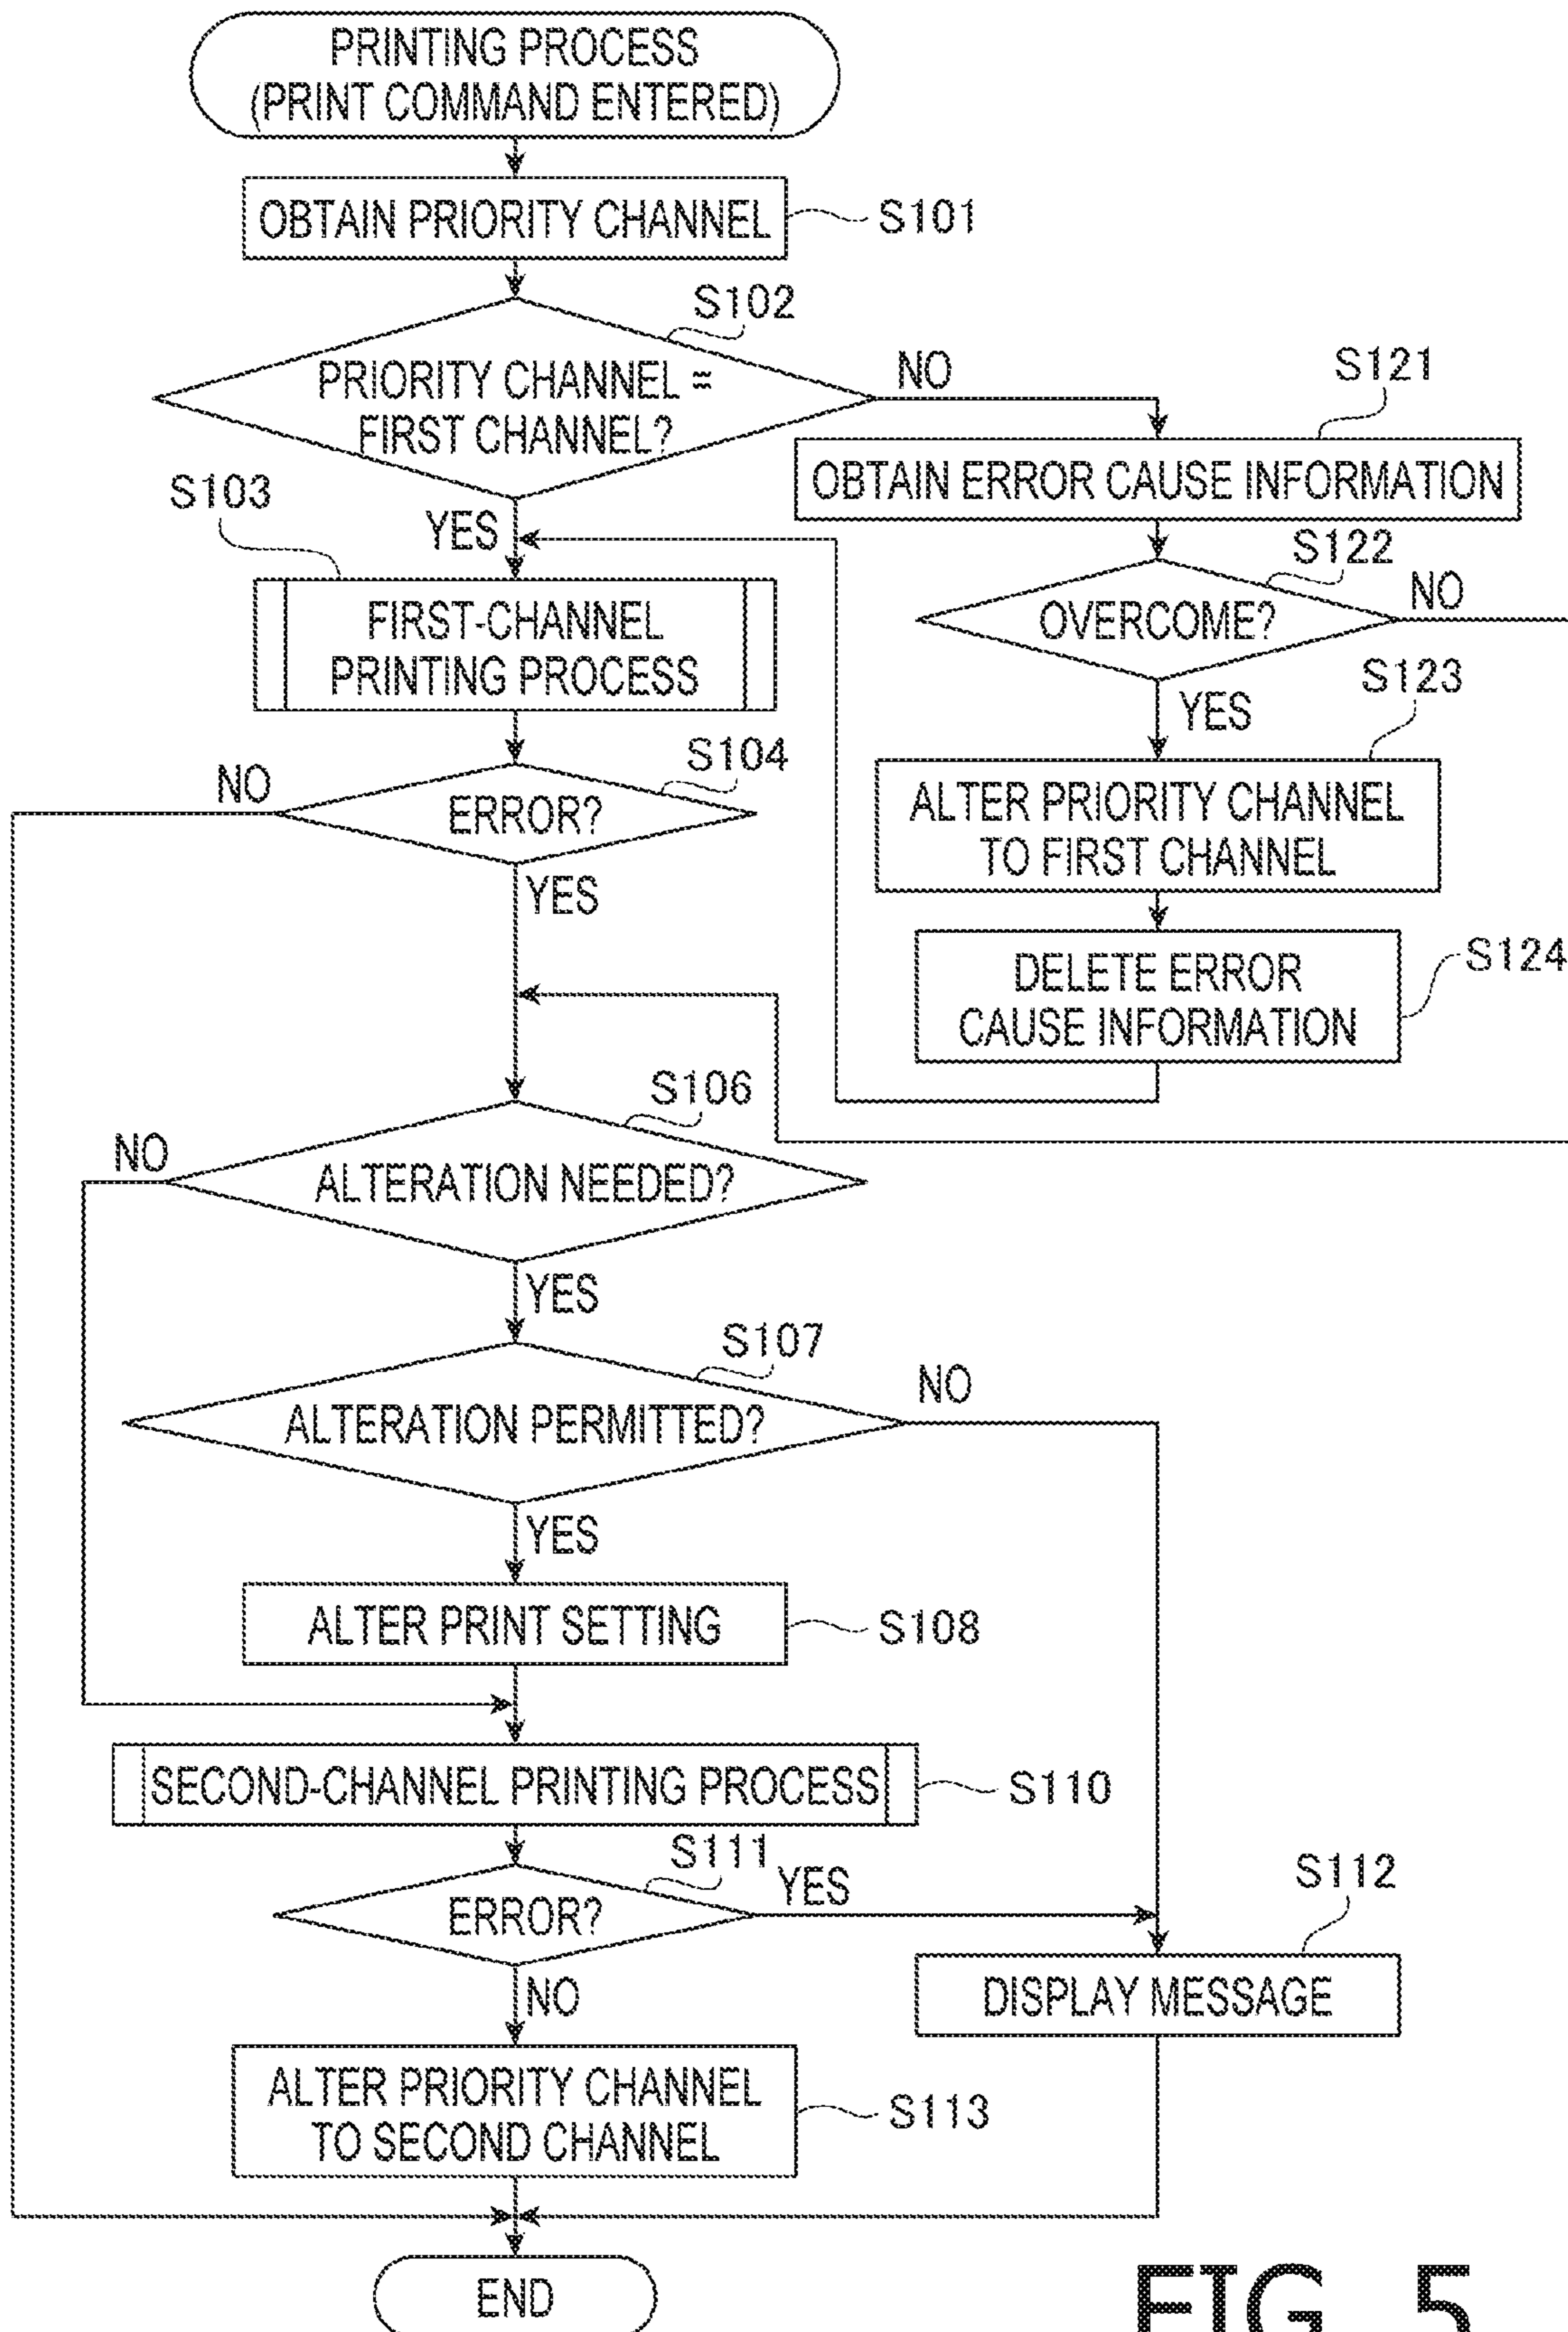 PRINTING PROCESS
(PRINT COMMAND ENTERED)
OBTAIN PRIORITY CHANNEL
S101
S102
PRIORITY CHANNEL =
FIRST CHANNEL?
NO
YES
S121
OBTAIN ERROR CAUSE INFORMATION
S103
FIRST-CHANNEL
PRINTING PROCESS
S122
OVERCOME?
NO
YES
S123
ALTER PRIORITY CHANNEL
TO FIRST CHANNEL
S104
ERROR?
NO
YES
DELETE ERROR
CAUSE INFORMATION
S124
S106
ALTERATION NEEDED?
NO
YES
S107
ALTERATION PERMITTED?
NO
YES
ALTER PRINT SETTING
S108
SECOND-CHANNEL PRINTING PROCESS
S110
S111
ERROR?
YES
NO
S112
DISPLAY MESSAGE
ALTER PRIORITY CHANNEL
TO SECOND CHANNEL
S113
END
FIG. 5